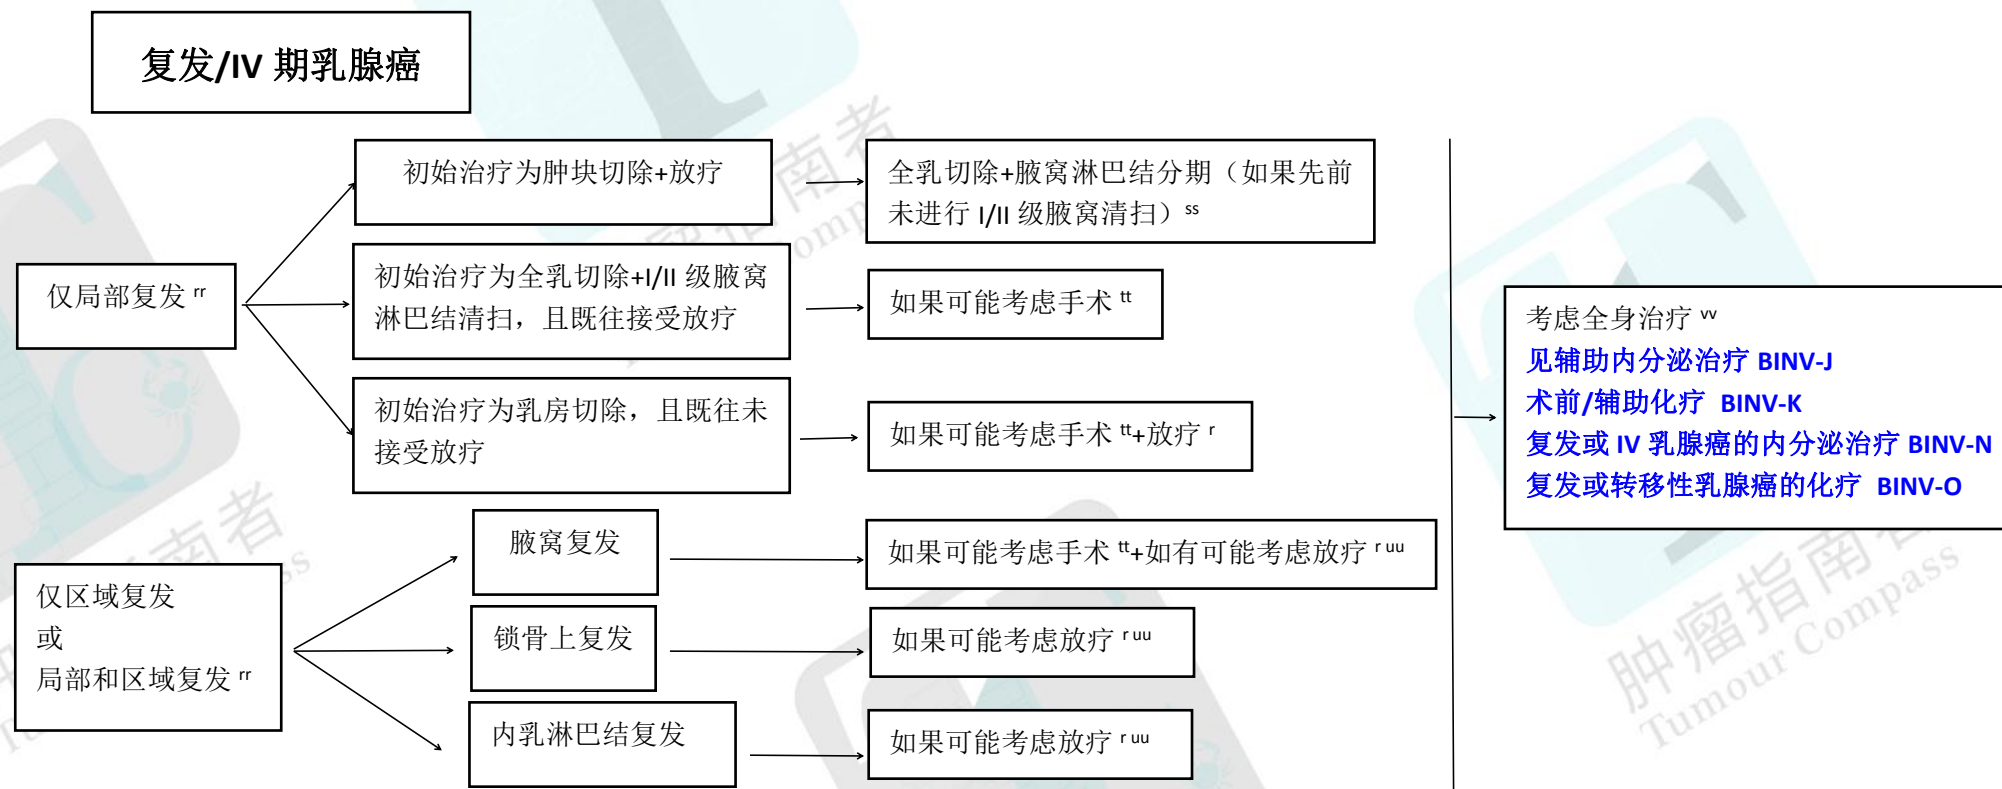 复发/IV 期乳腺癌
初始治疗为肿块切除+放疗
全乳切除+腋窝淋巴结分期（如果先前
未进行 I/II 级腋窝清扫）ss
仅局部复发 rr
初始治疗为全乳切除+I/II 级腋窝
淋巴结清扫，且既往接受放疗
如果可能考虑手术 tt
初始治疗为乳房切除，且既往未
接受放疗
如果可能考虑手术 tt+放疗 r
仅区域复发
或
局部和区域复发 rr
腋窝复发
如果可能考虑手术 tt+如有可能考虑放疗 r uu
锁骨上复发
如果可能考虑放疗 r uu
内乳淋巴结复发
如果可能考虑放疗 r uu
考虑全身治疗 vv
见辅助内分泌治疗 BINV-J
术前/辅助化疗 BINV-K
复发或 IV 乳腺癌的内分泌治疗 BINV-N
复发或转移性乳腺癌的化疗 BINV-O
肿瘤指南者
Tumour Compass